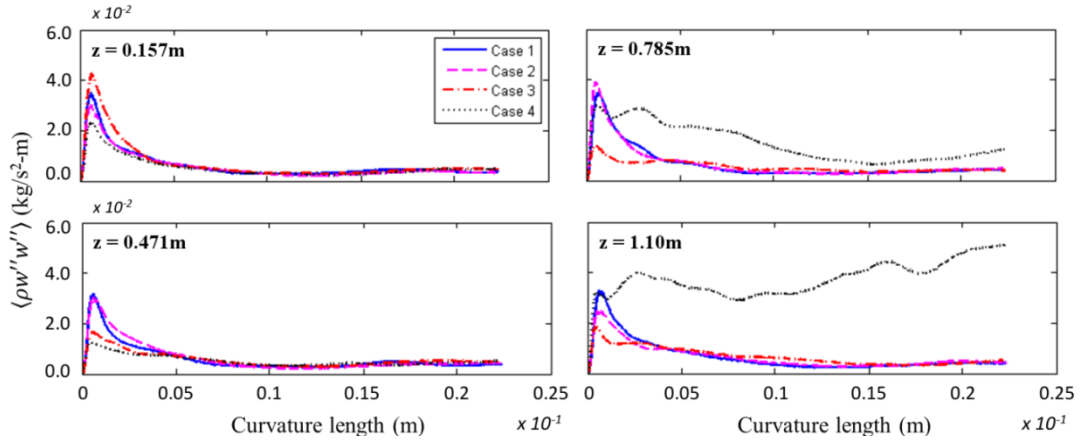 x 10⁻²
6.0
4.0
2.0
0.0
z = 0.157m
Case 1
Case 2
Case 3
Case 4
z = 0.785m
x 10⁻²
6.0
4.0
2.0
0.0
z = 0.471m
z = 1.10m
⟨ρw′′w′′⟩ (kg/s²-m)
0 0.05 0.1 0.15 0.2 0.25
0 0.05 0.1 0.15 0.2 0.25
Curvature length (m) x 10⁻¹
Curvature length (m) x 10⁻¹